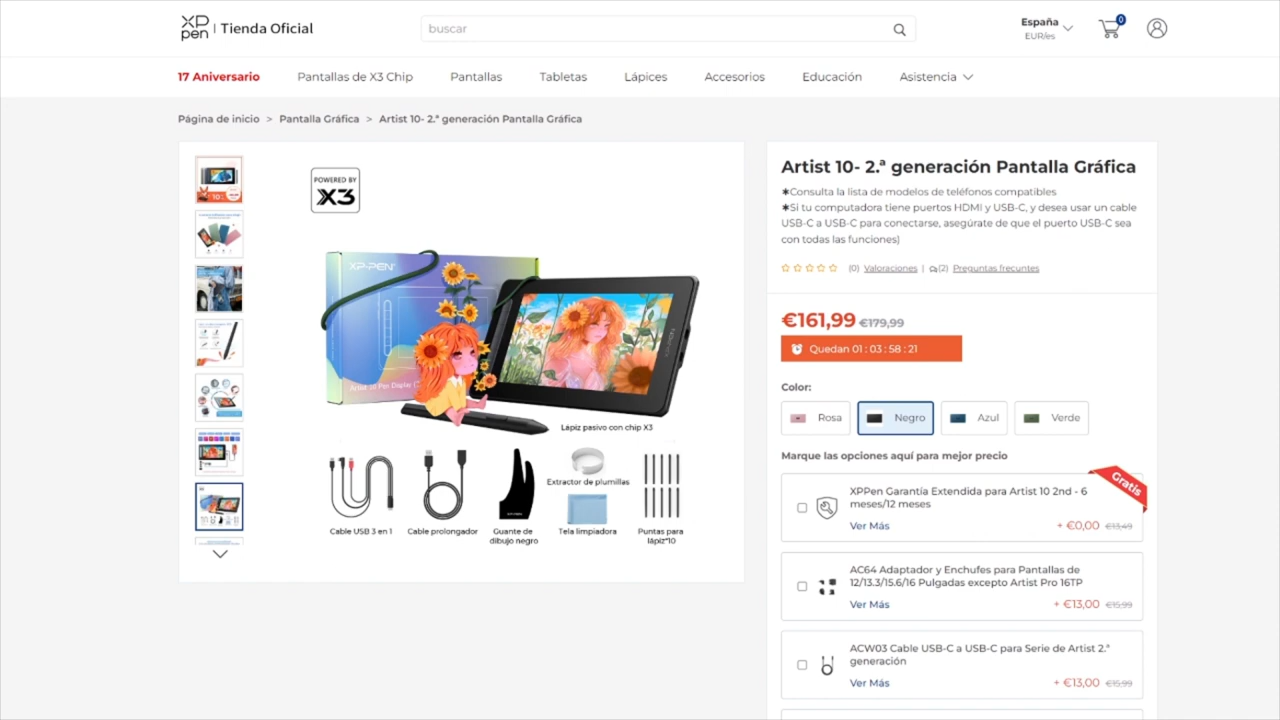 XP
pen
Tienda Oficial
buscar
España
EUR/es
0
17 Aniversario
Pantallas de X3 Chip
Pantallas
Tabletas
Lápices
Accesorios
Educación
Asistencia
Página de inicio > Pantalla Gráfica > Artist 10- 2.ª generación Pantalla Gráfica
POWERED BY
X3
XP-PEN
Lápiz pasivo con chip X3
Extractor de plumillas
Cable USB 3 en 1
Cable prolongador
Guante de
dibujo negro
Tela limpiadora
Puntas para
lápiz*10
Artist 10- 2.ª generación Pantalla Gráfica
✱Consulta la lista de modelos de teléfonos compatibles
✱Si tu computadora tiene puertos HDMI y USB-C, y desea usar un cable
USB-C a USB-C para conectarse, asegúrate de que el puerto USB-C sea
con todas las funciones)
(0) Valoraciones | (2) Preguntas frecuntes
€161,99 €179,99
Quedan 01 : 03 : 58 : 21
Color:
Rosa
Negro
Azul
Verde
Marque las opciones aquí para mejor precio
Gratis
XPPen Garantía Extendida para Artist 10 2nd - 6
meses/12 meses
Ver Más
+ €0,00 €13,49
AC64 Adaptador y Enchufes para Pantallas de
12/13.3/15.6/16 Pulgadas excepto Artist Pro 16TP
Ver Más
+ €13,00 €15,99
ACW03 Cable USB-C a USB-C para Serie de Artist 2.ª
generación
Ver Más
+ €13,00 €15,99